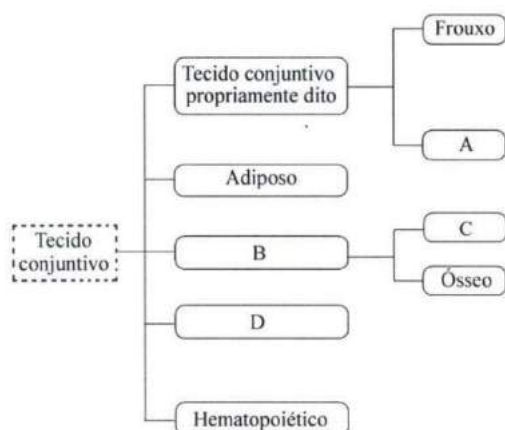 Frouxo
Tecido conjuntivo
propriamente dito
A
Adiposo
Tecido
conjuntivo
B
C
Ósseo
D
Hematopoiético